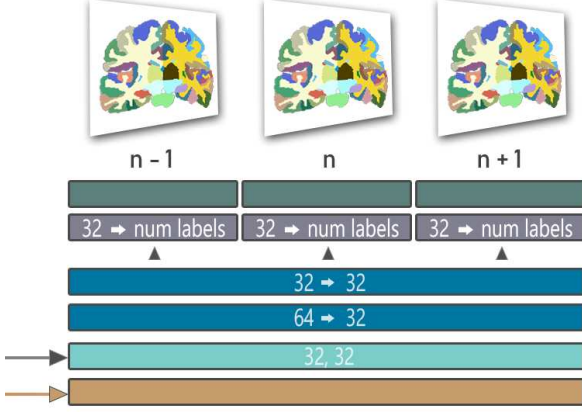 n - 1 n n + 1
32 → num labels 32 → num labels 32 → num labels
32 → 32
64 → 32
32, 32